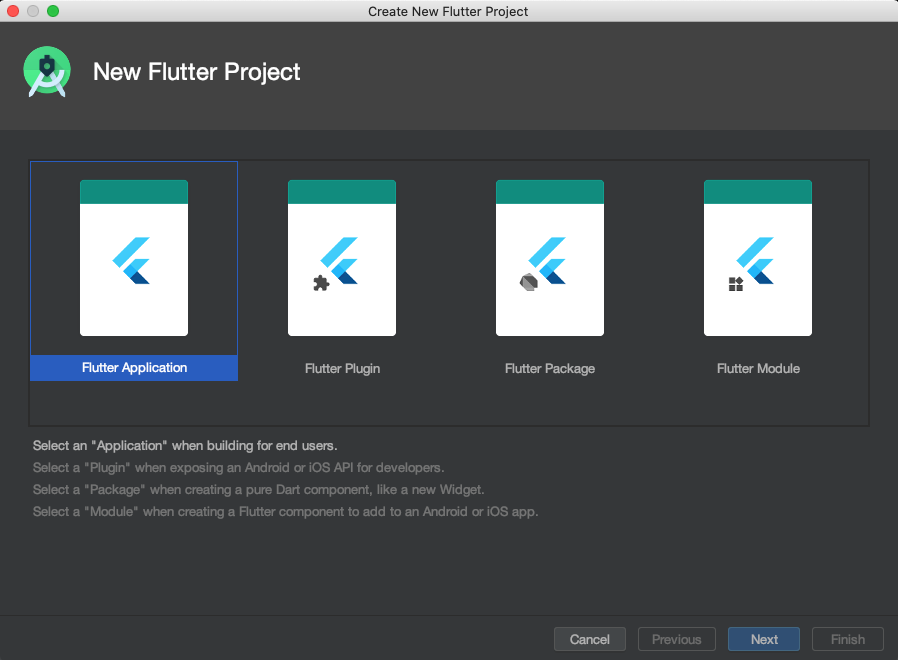 Create New Flutter Project
New Flutter Project
Flutter Application
Flutter Plugin
Flutter Package
Flutter Module
Select an "Application" when building for end users.
Select a "Plugin" when exposing an Android or iOS API for developers.
Select a "Package" when creating a pure Dart component, like a new Widget.
Select a "Module" when creating a Flutter component to add to an Android or iOS app.
Cancel
Previous
Next
Finish